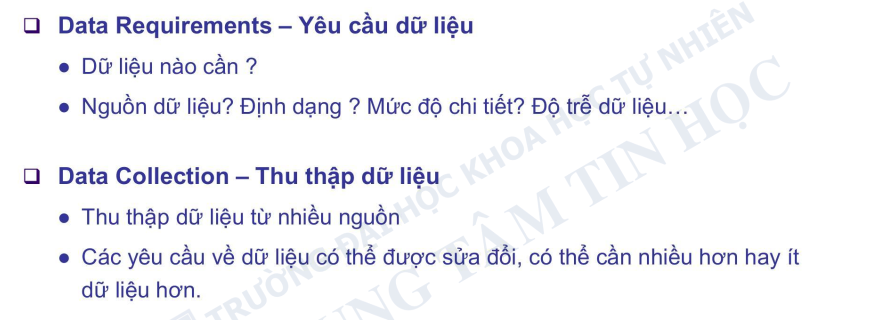 Data Requirements – Yêu cầu dữ liệu
Dữ liệu nào cần ?
Nguồn dữ liệu? Định dạng ? Mức độ chi tiết? Độ trễ dữ liệu…
Data Collection – Thu thập dữ liệu
Thu thập dữ liệu từ nhiều nguồn
Các yêu cầu về dữ liệu có thể được sửa đổi, có thể cần nhiều hơn hay ít
dữ liệu hơn.
TRƯỜNG ĐẠI HỌC KHOA HỌC TỰ NHIÊN
TÂM TIN HỌC